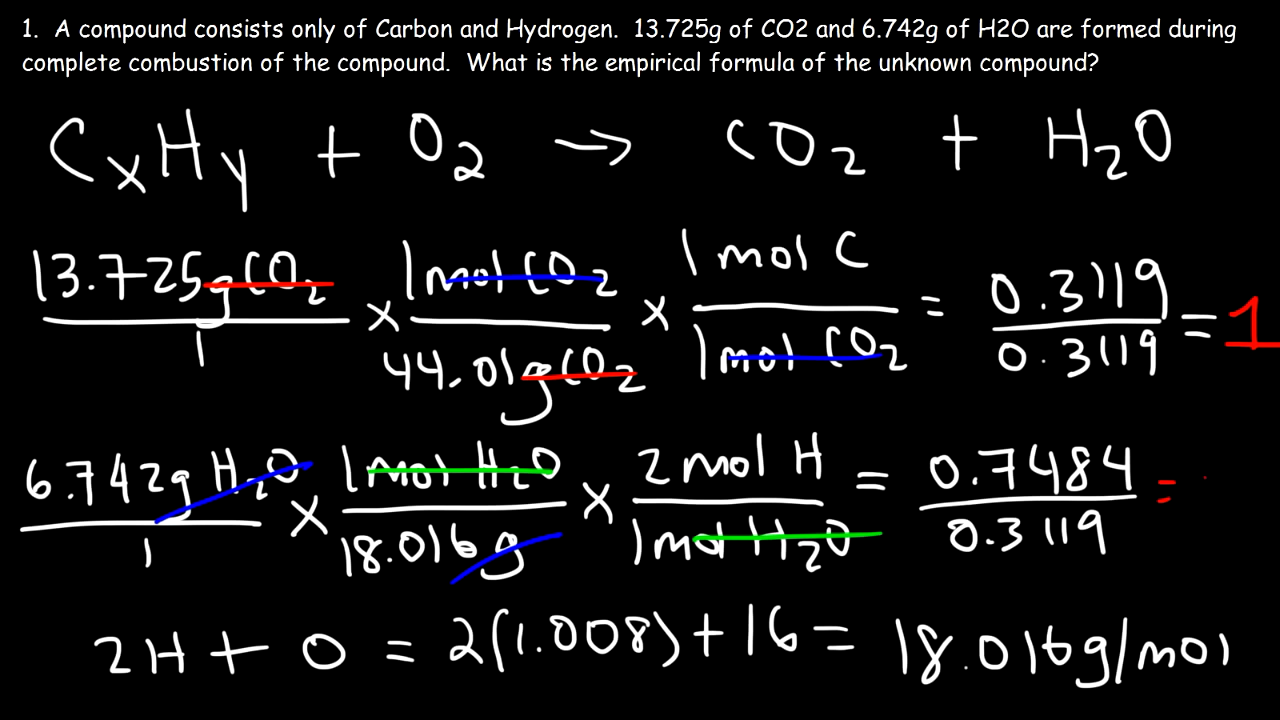 1. A compound consists only of Carbon and Hydrogen. 13.725g of CO2 and 6.742g of H2O are formed during
complete combustion of the compound. What is the empirical formula of the unknown compound?
CxHy + O2 → CO2 + H2O
13.725g CO2 / 1 × 1 mol CO2 / 44.01g CO2 × 1 mol C / 1 mol CO2 = 0.3119 / 0.3119 = 1
6.742g H2O / 1 × 1 mol H2O / 18.016g × 2 mol H / 1 mol H2O = 0.7484 / 0.3119 =
2H + O = 2(1.008) + 16 = 18.016g/mol